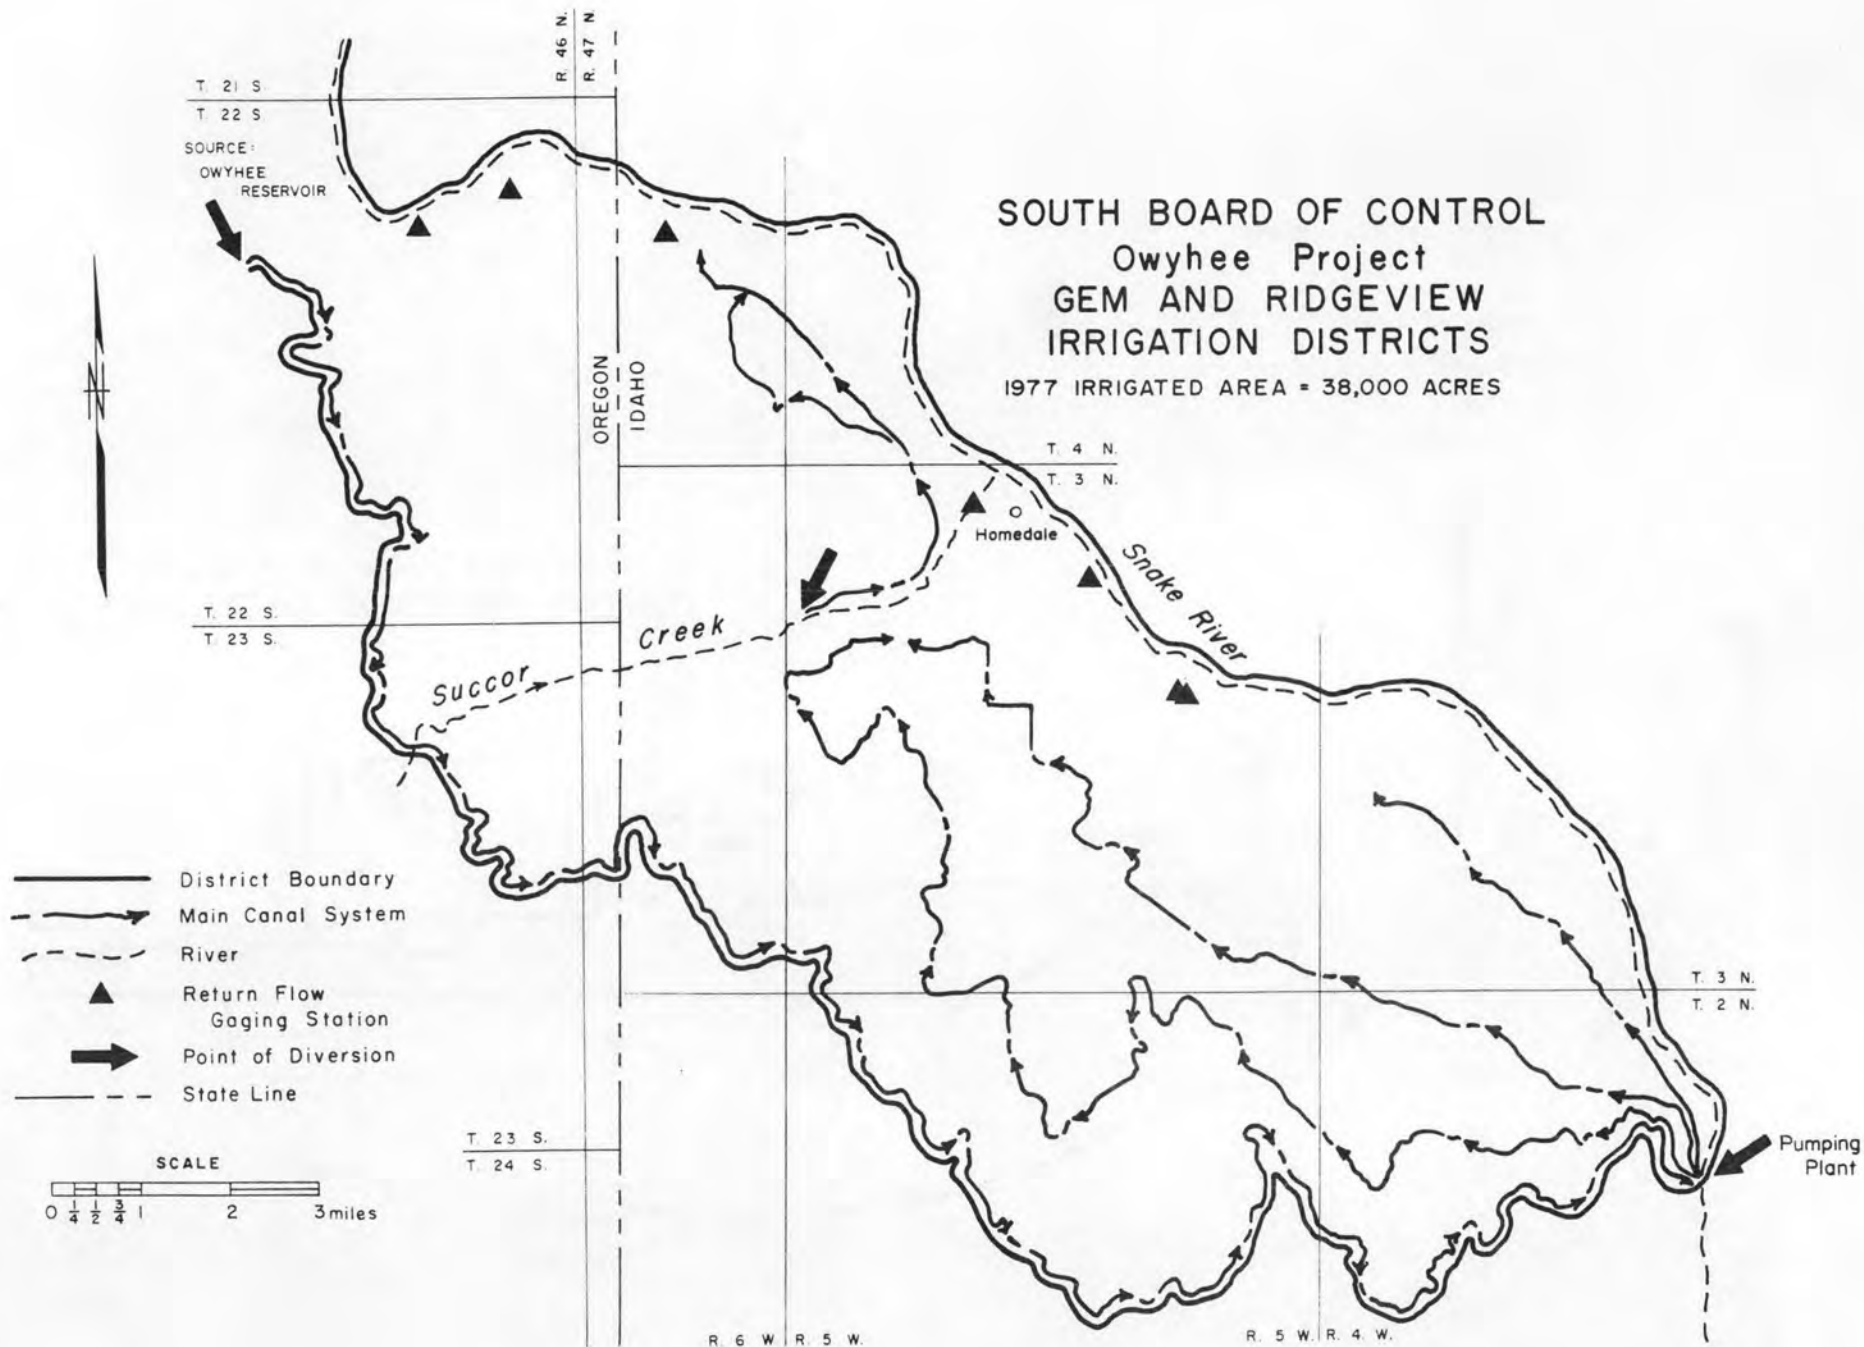 R. 46 N.
R. 47 N.
T. 21 S.
T. 22 S
SOURCE:
OWYHEE
RESERVOIR
SOUTH BOARD OF CONTROL
Owyhee Project
GEM AND RIDGEVIEW
IRRIGATION DISTRICTS
1977 IRRIGATED AREA = 38,000 ACRES
N
OREGON
IDAHO
T. 4 N.
T. 3 N.
Homedale
Snake River
T. 22 S.
T. 23 S.
Succor Creek
District Boundary
Main Canal System
River
Return Flow
Gaging Station
Point of Diversion
State Line
T. 3 N.
T. 2 N.
T. 23 S.
T. 24 S.
Pumping
Plant
SCALE
0 1/4 1/2 3/4 1 2 3 miles
R. 6 W R. 5 W.
R. 5 W. R. 4 W.